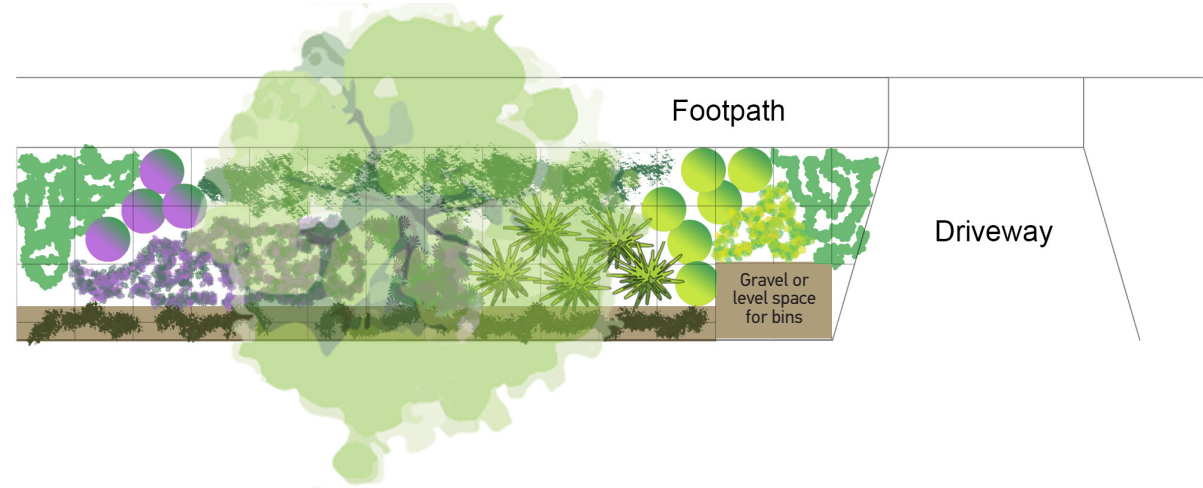 Footpath
Driveway
Gravel or
level space
for bins